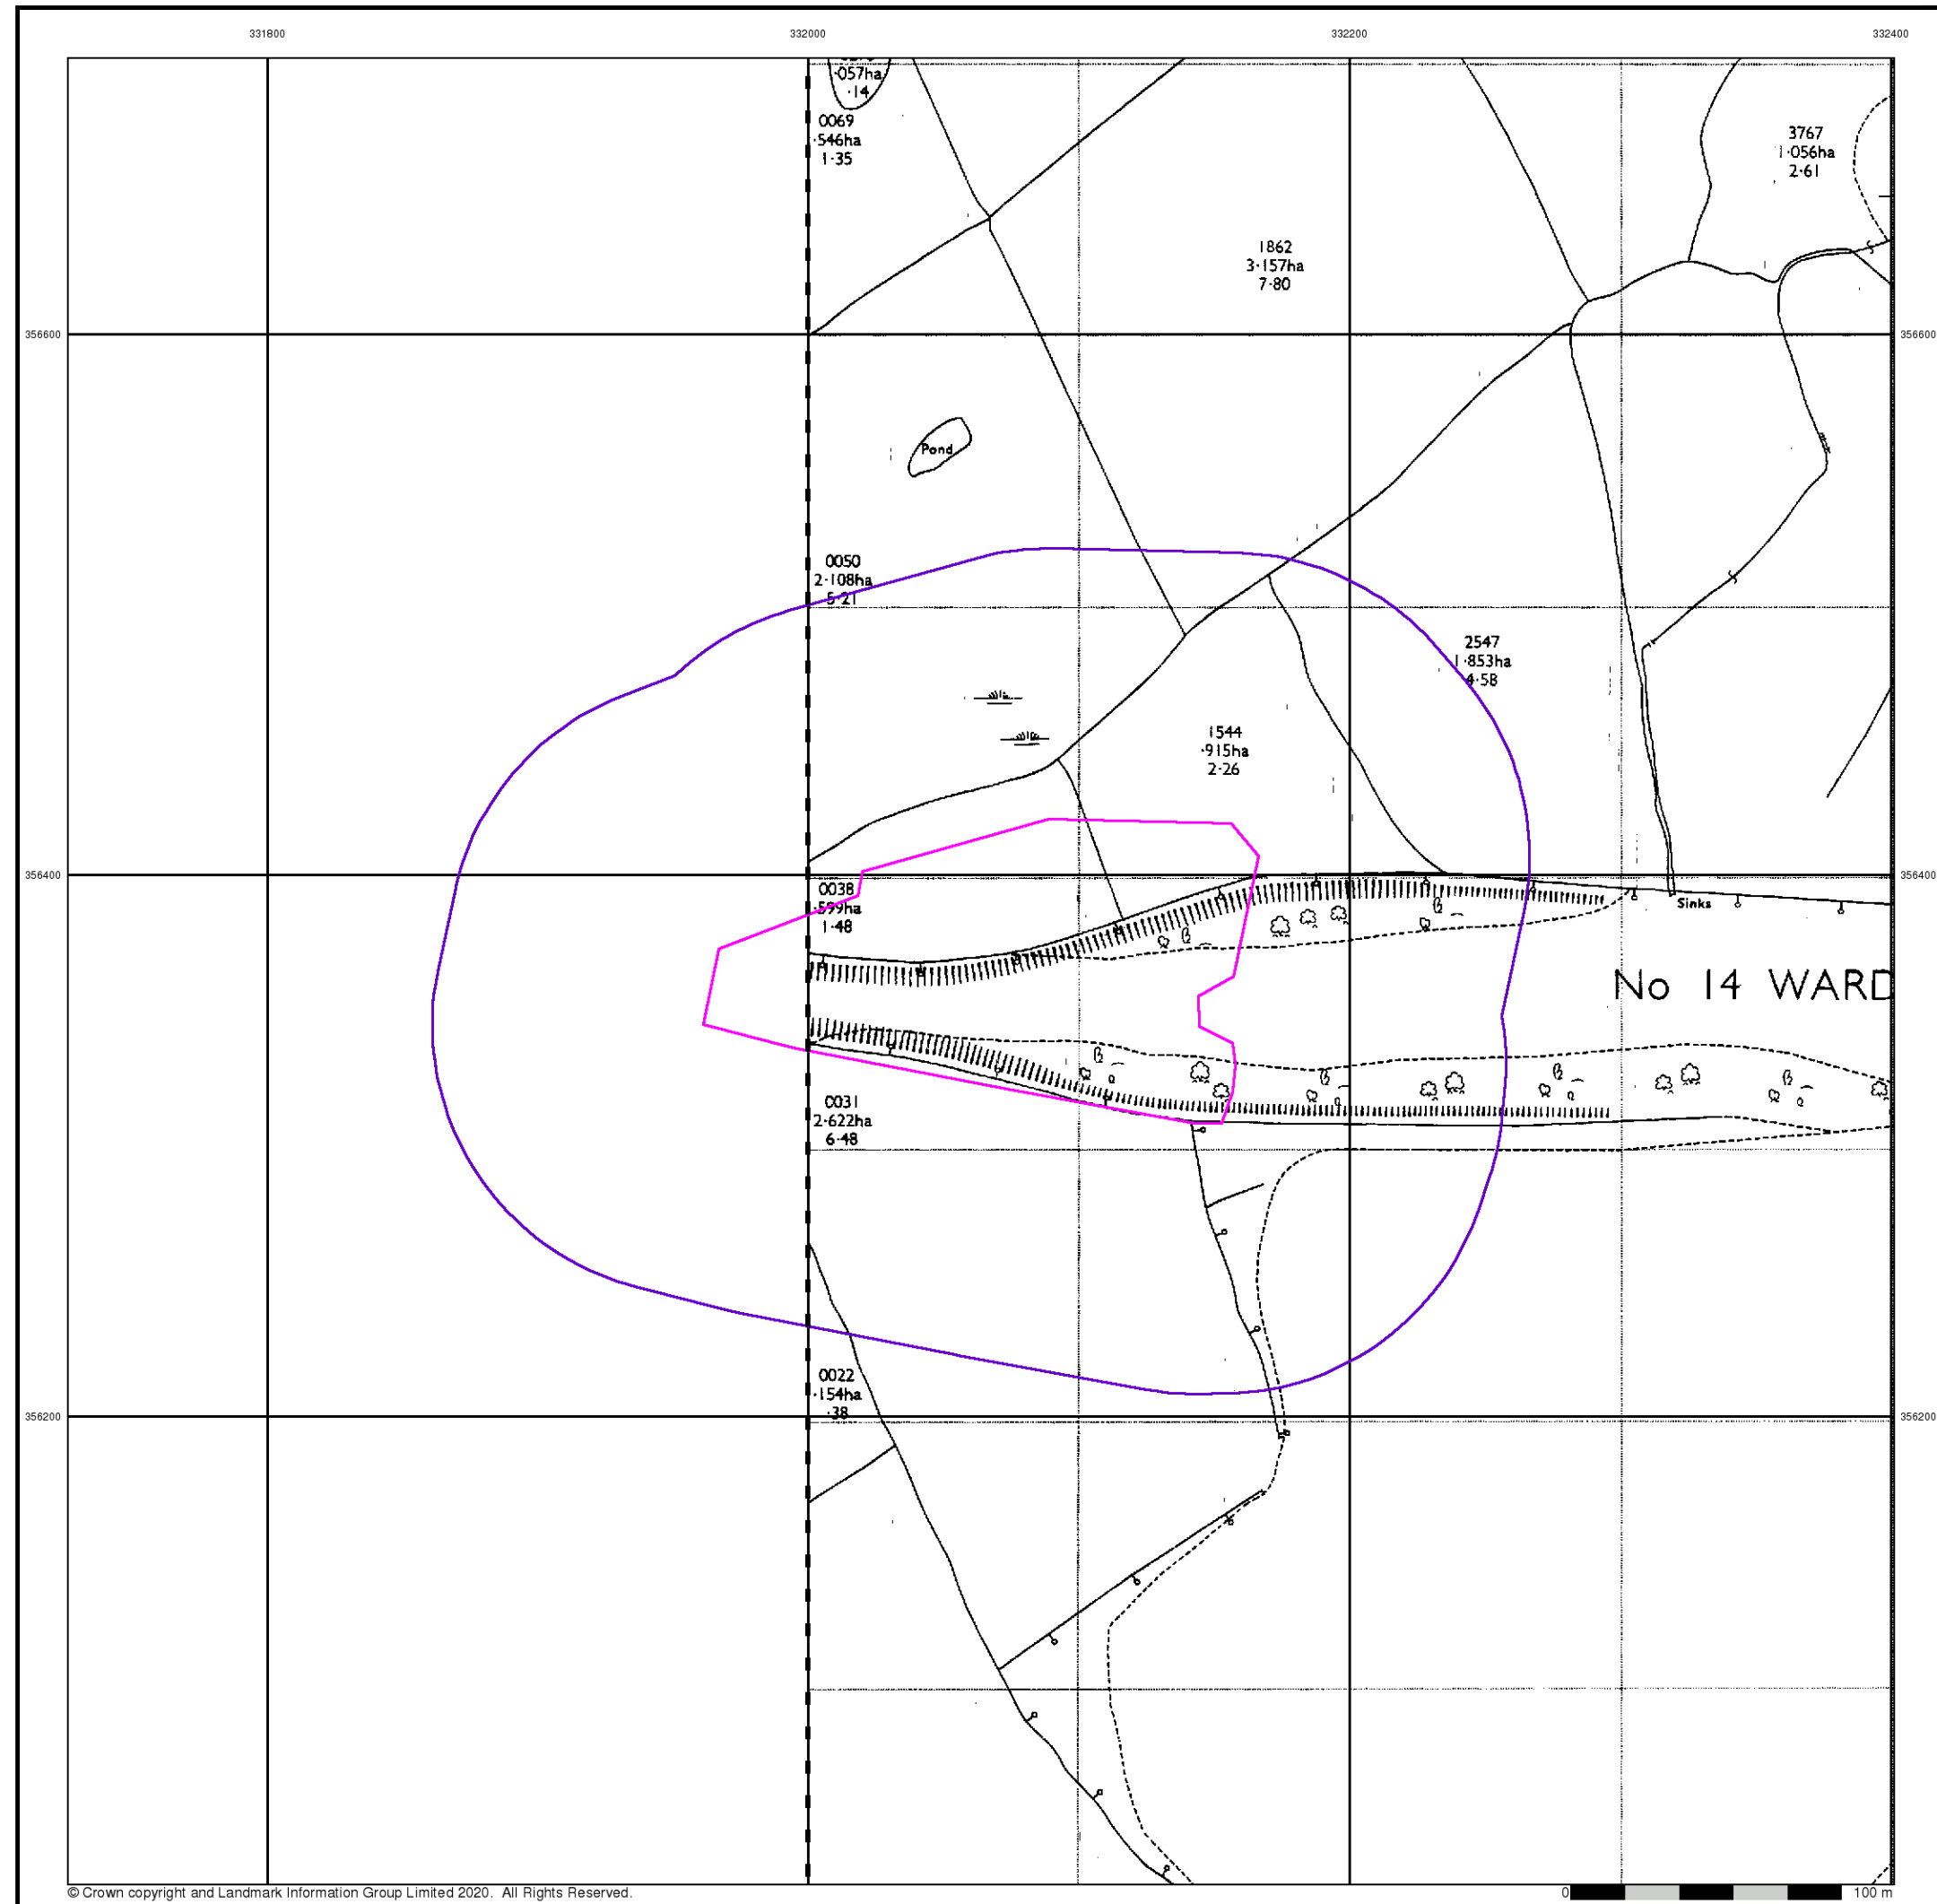 331800 332000 332200 332400
·057ha
·14
0069
·546ha
1·35
3767
1·056ha
2·61
1862
3·157ha
7·80
356600 356600
Pond
0050
2·108ha
5·21
2547
1·853ha
4·58
1544
·915ha
2·26
356400 356400
0038
·599ha
1·48
Sinks
No 14 WARD
0031
2·622ha
6·48
0022
·154ha
·38
356200 356200
© Crown copyright and Landmark Information Group Limited 2020. All Rights Reserved.
0 100 m